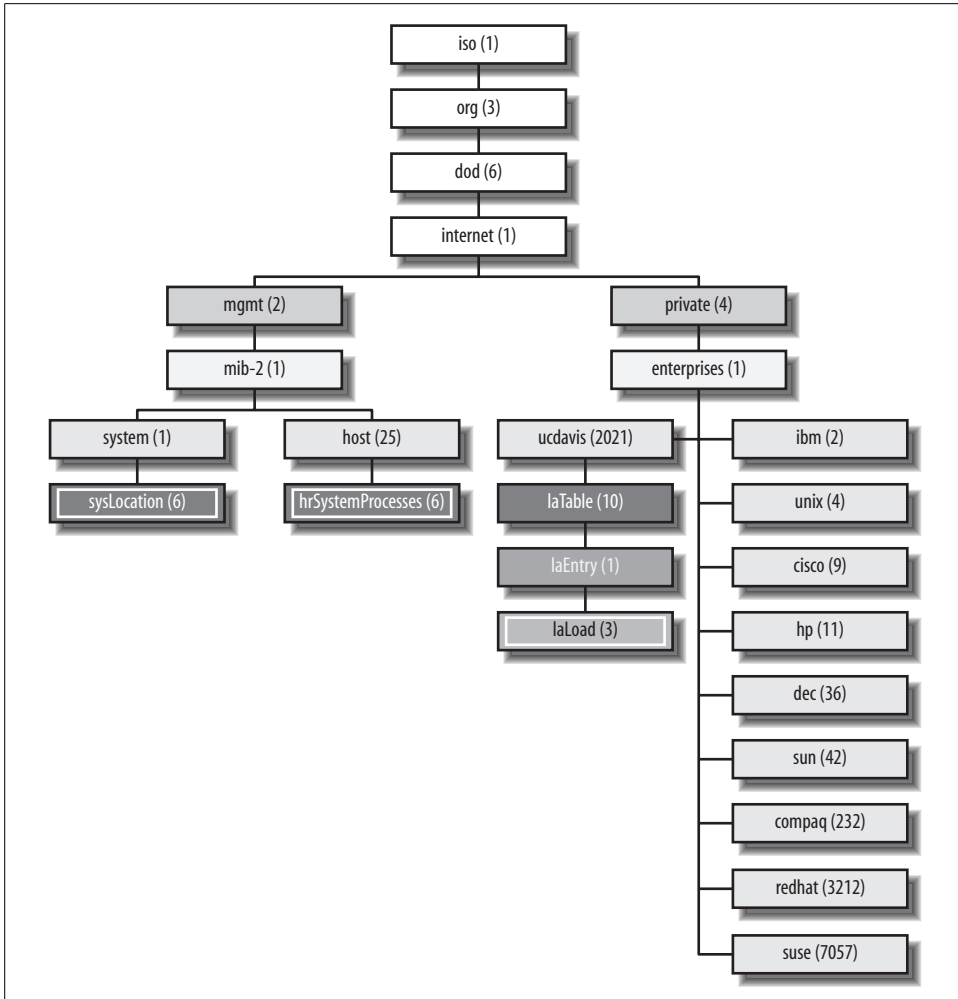 iso (1)
org (3)
dod (6)
internet (1)
mgmt (2)
private (4)
mib-2 (1)
enterprises (1)
system (1)
host (25)
ucdavis (2021)
ibm (2)
sysLocation (6)
hrSystemProcesses (6)
laTable (10)
unix (4)
laEntry (1)
cisco (9)
laLoad (3)
hp (11)
dec (36)
sun (42)
compaq (232)
redhat (3212)
suse (7057)